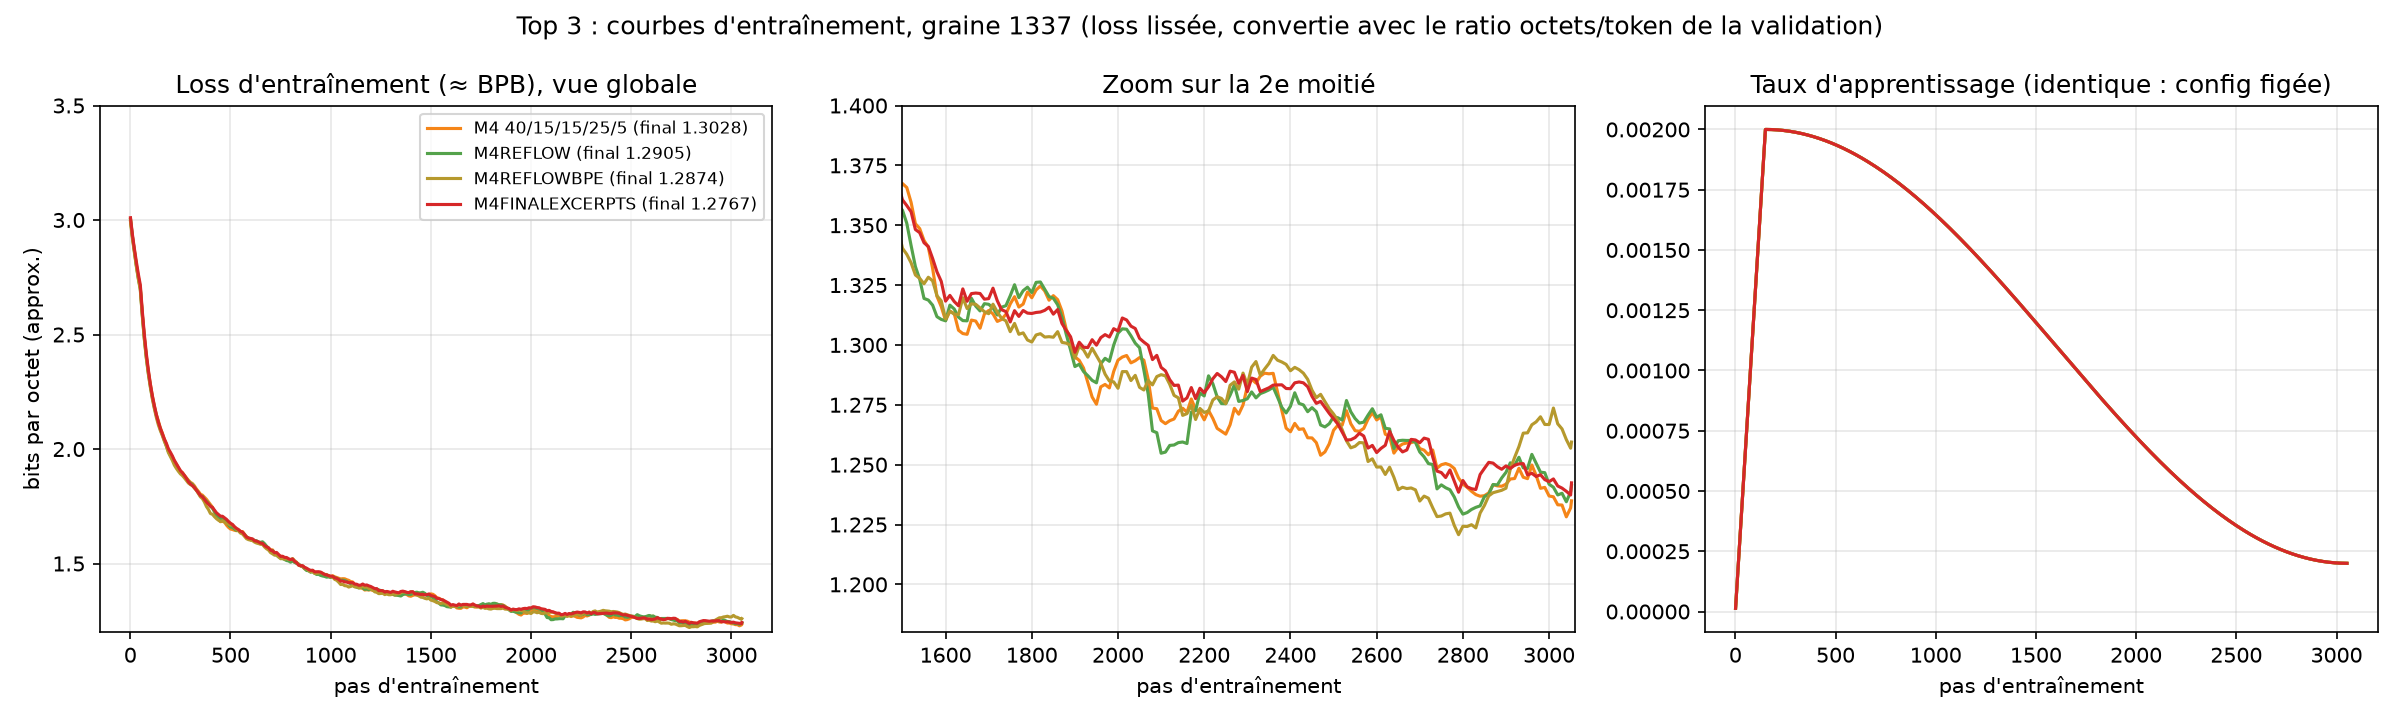 Top 3 : courbes d'entraînement, graine 1337 (loss lissée, convertie avec le ratio octets/token de la validation)
Loss d'entraînement (≈ BPB), vue globale
3.5
3.0
2.5
2.0
1.5
bits par octet (approx.)
M4 40/15/15/25/5 (final 1.3028)
M4REFLOW (final 1.2905)
M4REFLOWBPE (final 1.2874)
M4FINALEXCERPTS (final 1.2767)
0 500 1000 1500 2000 2500 3000
pas d'entraînement
Zoom sur la 2e moitié
1.400
1.375
1.350
1.325
1.300
1.275
1.250
1.225
1.200
1600 1800 2000 2200 2400 2600 2800 3000
pas d'entraînement
Taux d'apprentissage (identique : config figée)
0.00200
0.00175
0.00150
0.00125
0.00100
0.00075
0.00050
0.00025
0.00000
0 500 1000 1500 2000 2500 3000
pas d'entraînement